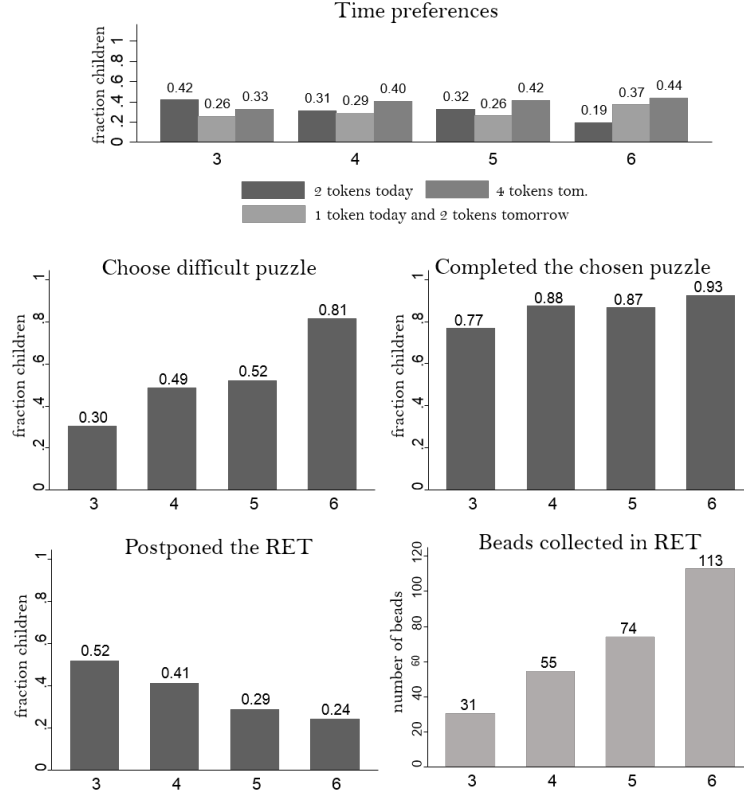 Time preferences
fraction children
0 .2 .4 .6 .8 1
0.42 0.26 0.33 0.31 0.29 0.40 0.32 0.26 0.42 0.19 0.37 0.44
3 4 5 6
2 tokens today 4 tokens tom.
1 token today and 2 tokens tomorrow
Choose difficult puzzle
fraction children
0 .2 .4 .6 .8 1
0.30 0.49 0.52 0.81
3 4 5 6
Completed the chosen puzzle
fraction children
0 .2 .4 .6 .8 1
0.77 0.88 0.87 0.93
3 4 5 6
Postponed the RET
fraction children
0 .2 .4 .6 .8 1
0.52 0.41 0.29 0.24
3 4 5 6
Beads collected in RET
number of beads
0 20 40 60 80 100 120
31 55 74 113
3 4 5 6